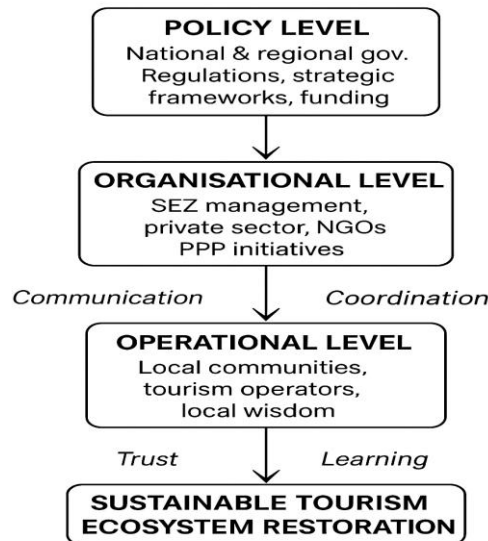 POLICY LEVEL
National & regional gov.
Regulations, strategic
frameworks, funding
ORGANISATIONAL LEVEL
SEZ management,
private sector, NGOs
PPP initiatives
Communication Coordination
OPERATIONAL LEVEL
Local communities,
tourism operators,
local wisdom
Trust Learning
SUSTAINABLE TOURISM
ECOSYSTEM RESTORATION